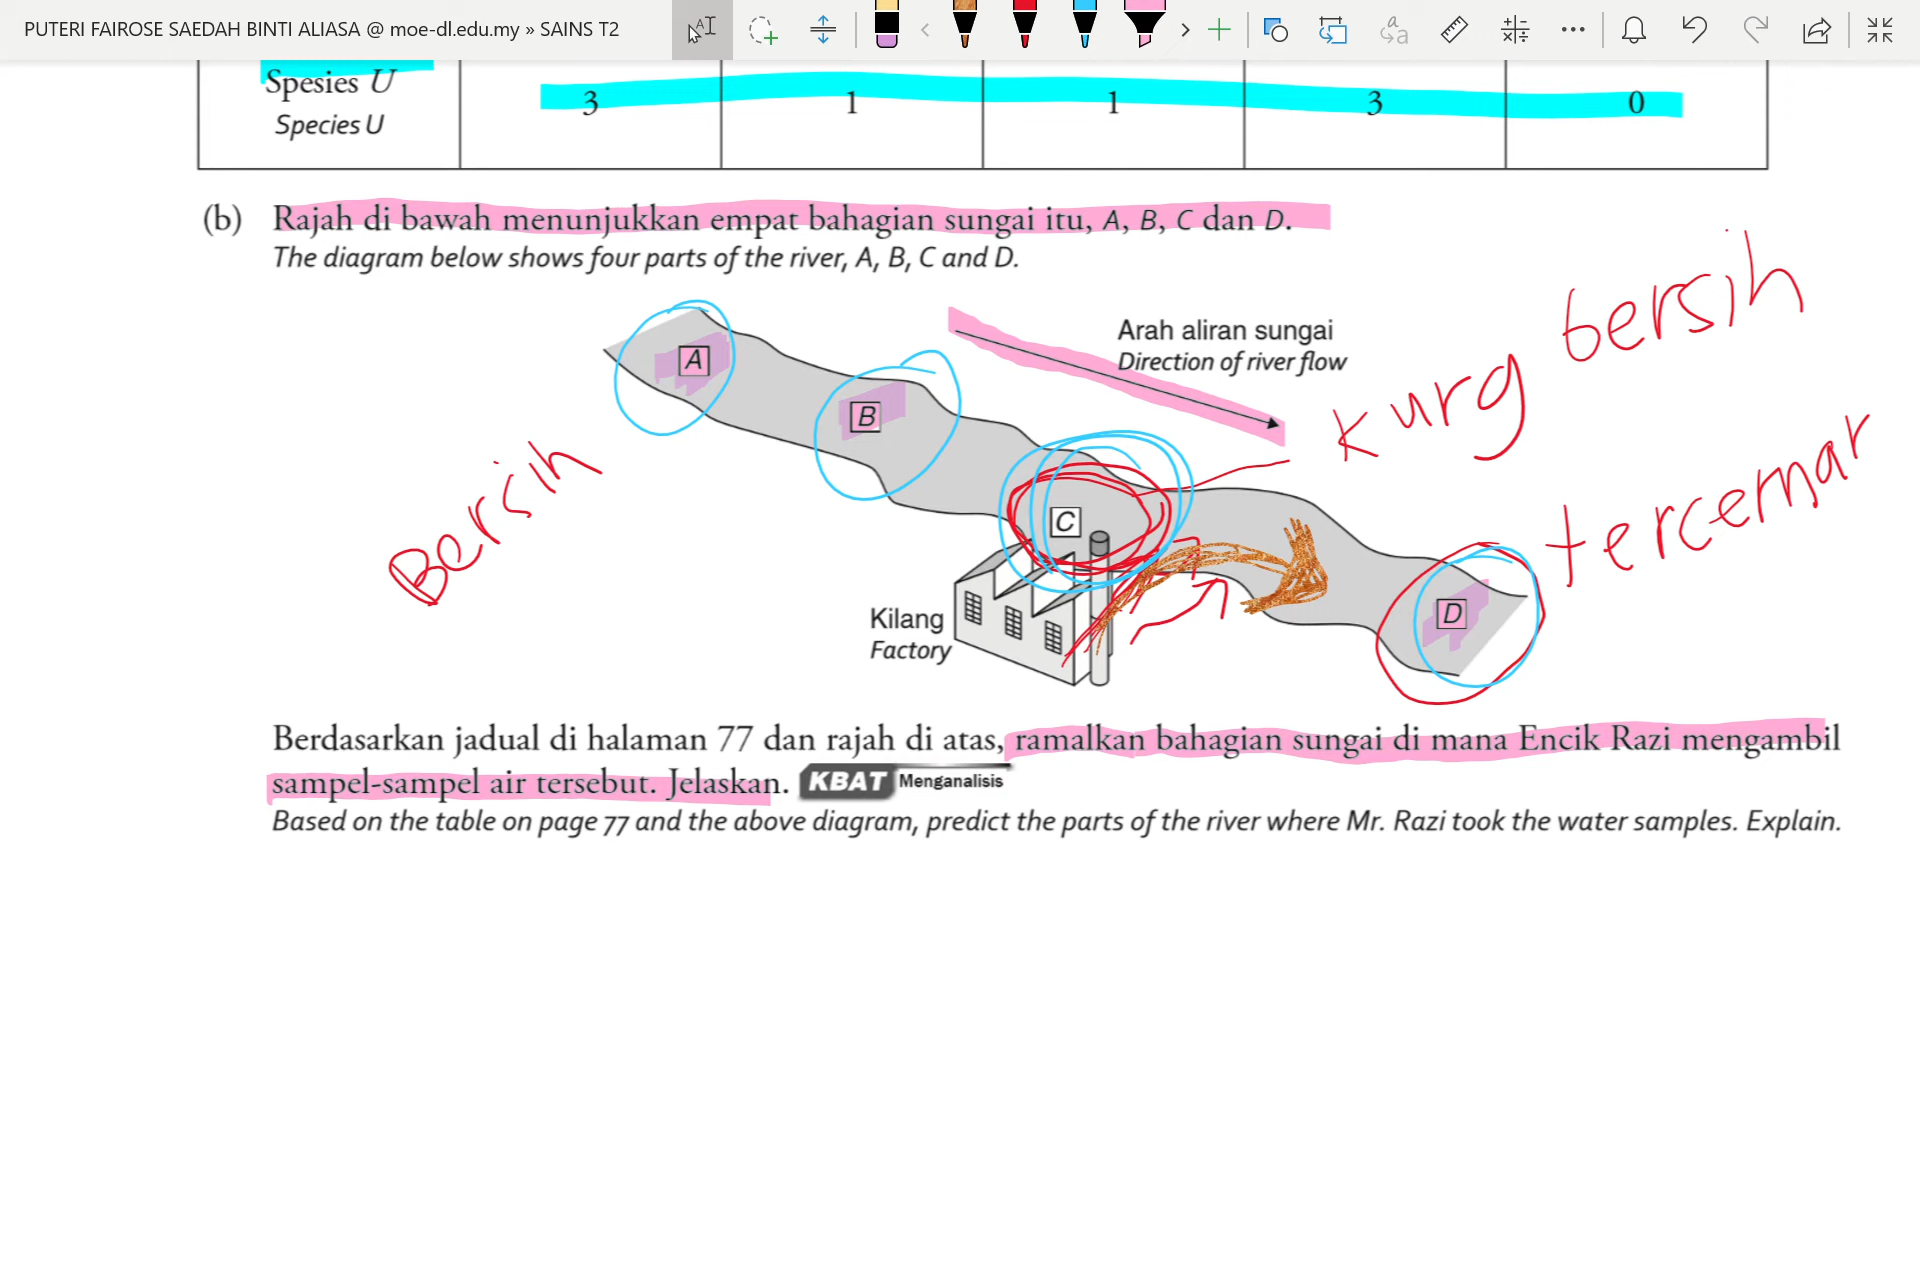 PUTERI FAIROSE SAEDAH BINTI ALIASA @ moe-dl.edu.my » SAINS T2
Spesies U 3 1 1 3 0
Species U
(b) Rajah di bawah menunjukkan empat bahagian sungai itu, A, B, C dan D.
The diagram below shows four parts of the river, A, B, C and D.
bersih
Arah aliran sungai
Direction of river flow
A
B
kurg
Bersih
tercemar
C
D
Kilang
Factory
Berdasarkan jadual di halaman 77 dan rajah di atas, ramalkan bahagian sungai di mana Encik Razi mengambil
sampel-sampel air tersebut. Jelaskan. KBAT Menganalisis
Based on the table on page 77 and the above diagram, predict the parts of the river where Mr. Razi took the water samples. Explain.